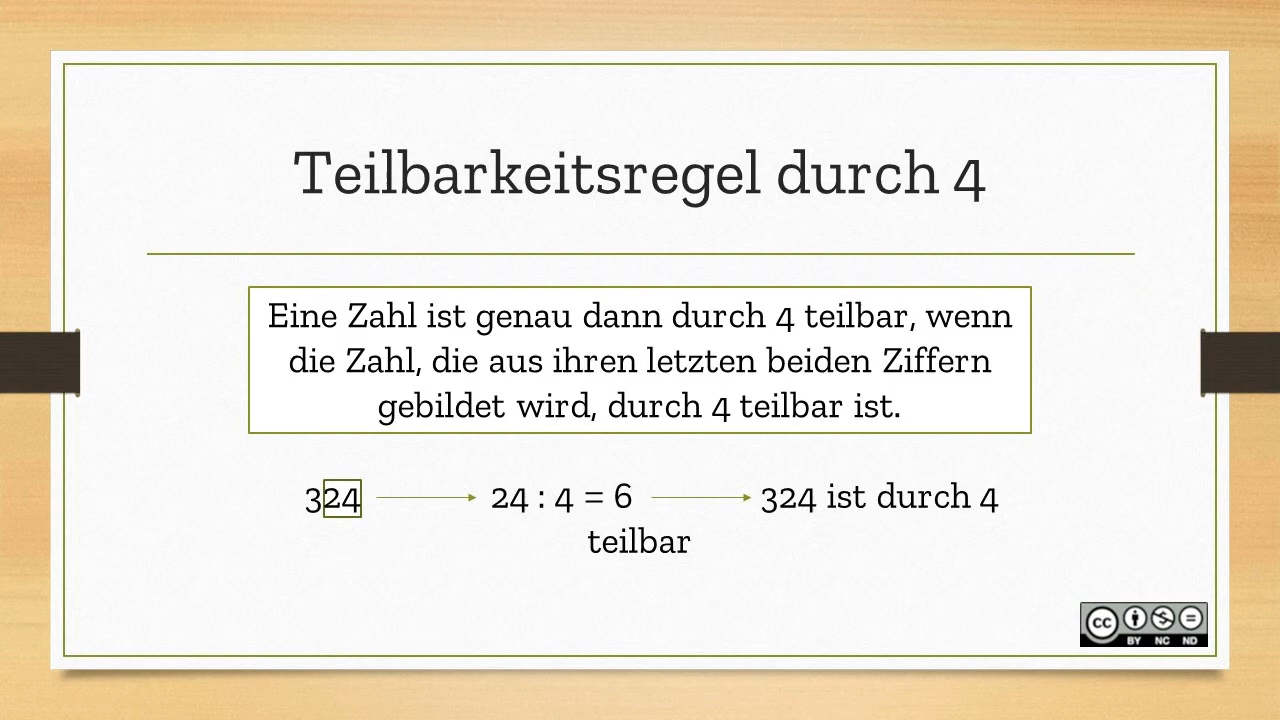 Teilbarkeitsregel durch 4
Eine Zahl ist genau dann durch 4 teilbar, wenn
die Zahl, die aus ihren letzten beiden Ziffern
gebildet wird, durch 4 teilbar ist.
324 24 : 4 = 6 324 ist durch 4
teilbar
cc BY NC ND